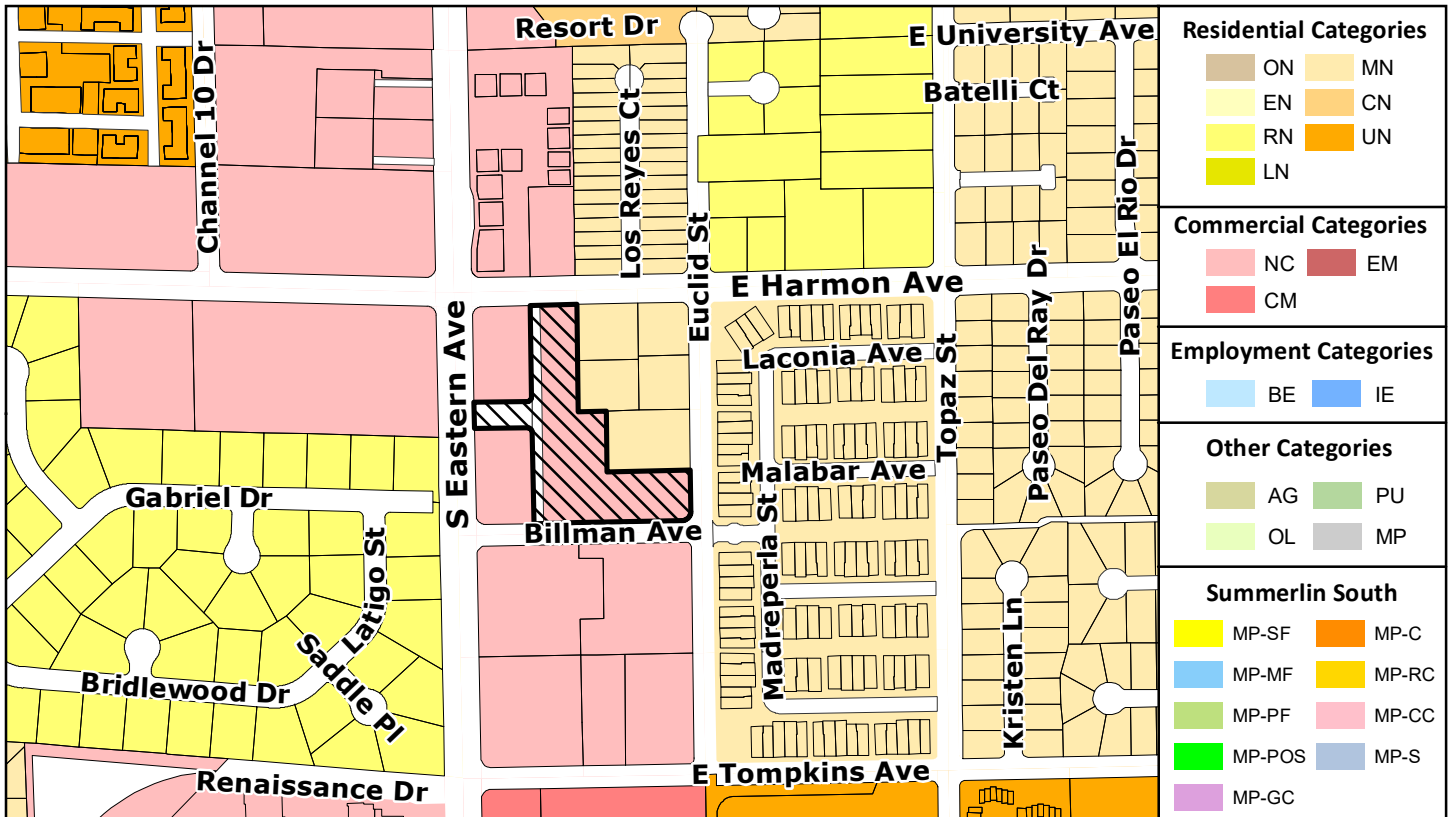 Resort Dr
E University Ave
Batelli Ct
Channel 10 Dr
Los Reyes Ct
Euclid St
Paseo El Rio Dr
E Harmon Ave
S Eastern Ave
Laconia Ave
Topaz St
Paseo Del Ray Dr
Malabar Ave
Gabriel Dr
Billman Ave
Latigo St
Madreperla St
Kristen Ln
Saddle Pl
Bridlewood Dr
Renaissance Dr
E Tompkins Ave
Residential Categories
ON MN
EN CN
RN UN
LN
Commercial Categories
NC EM
CM
Employment Categories
BE IE
Other Categories
AG PU
OL MP
Summerlin South
MP-SF MP-C
MP-MF MP-RC
MP-PF MP-CC
MP-POS MP-S
MP-GC